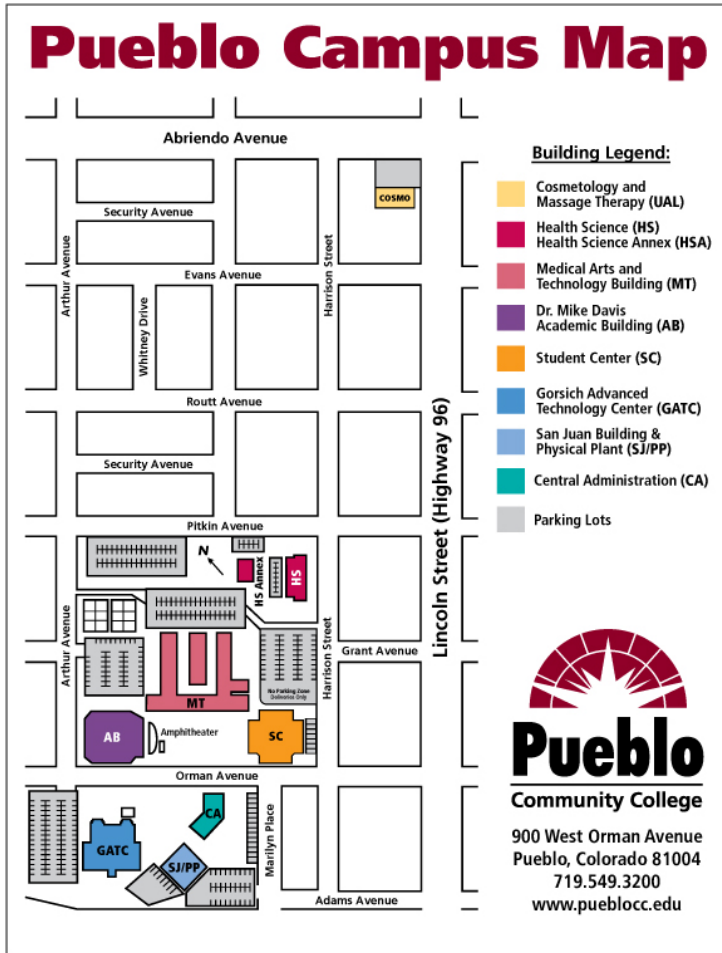 Pueblo Campus Map
Abriendo Avenue
COSMO
Security Avenue
Arthur Avenue
Harrison Street
Evans Avenue
Whitney Drive
Routt Avenue
Lincoln Street (Highway 96)
Security Avenue
Pitkin Avenue
N
HS Annex
HS
Arthur Avenue
Harrison Street
Grant Avenue
No Parking Zone
Deliveries Only
MT
AB
Amphitheater
SC
Orman Avenue
CA
Marilyn Place
GATC
SJ/PP
Adams Avenue
Building Legend:
Cosmetology and
Massage Therapy (UAL)
Health Science (HS)
Health Science Annex (HSA)
Medical Arts and
Technology Building (MT)
Dr. Mike Davis
Academic Building (AB)
Student Center (SC)
Gorsich Advanced
Technology Center (GATC)
San Juan Building &
Physical Plant (SJ/PP)
Central Administration (CA)
Parking Lots
Pueblo
Community College
900 West Orman Avenue
Pueblo, Colorado 81004
719.549.3200
www.pueblocc.edu